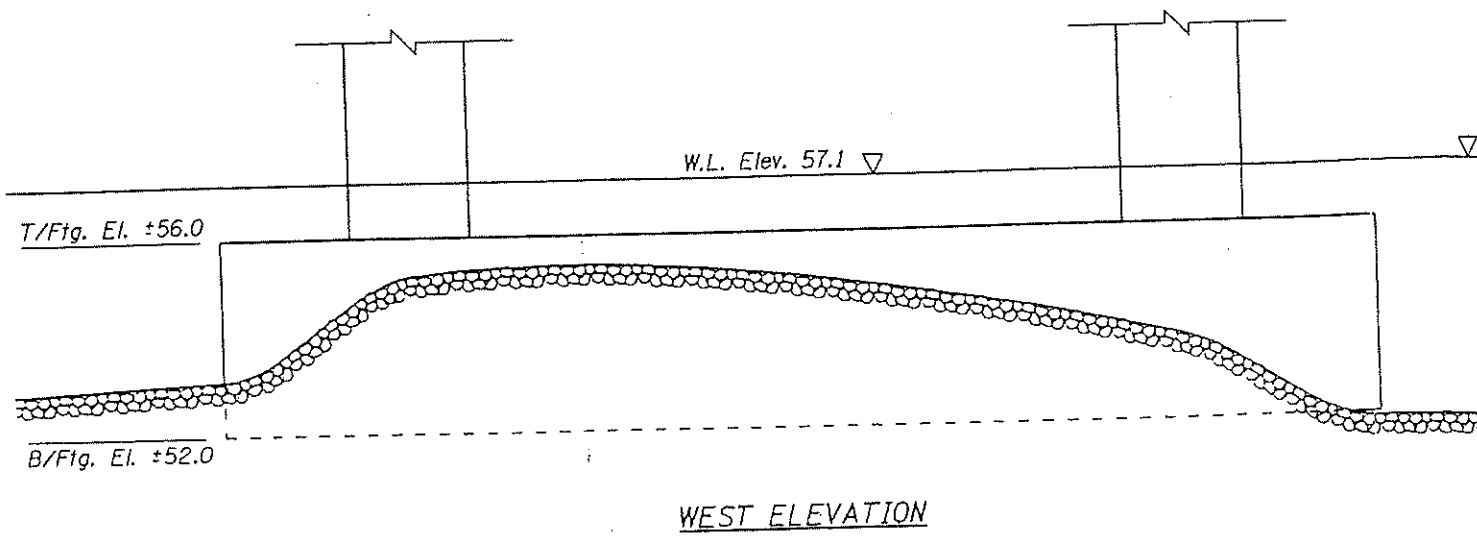 W.L. Elev. 57.1
T/Ftg. El. ±56.0
B/Ftg. El. ±52.0
WEST ELEVATION